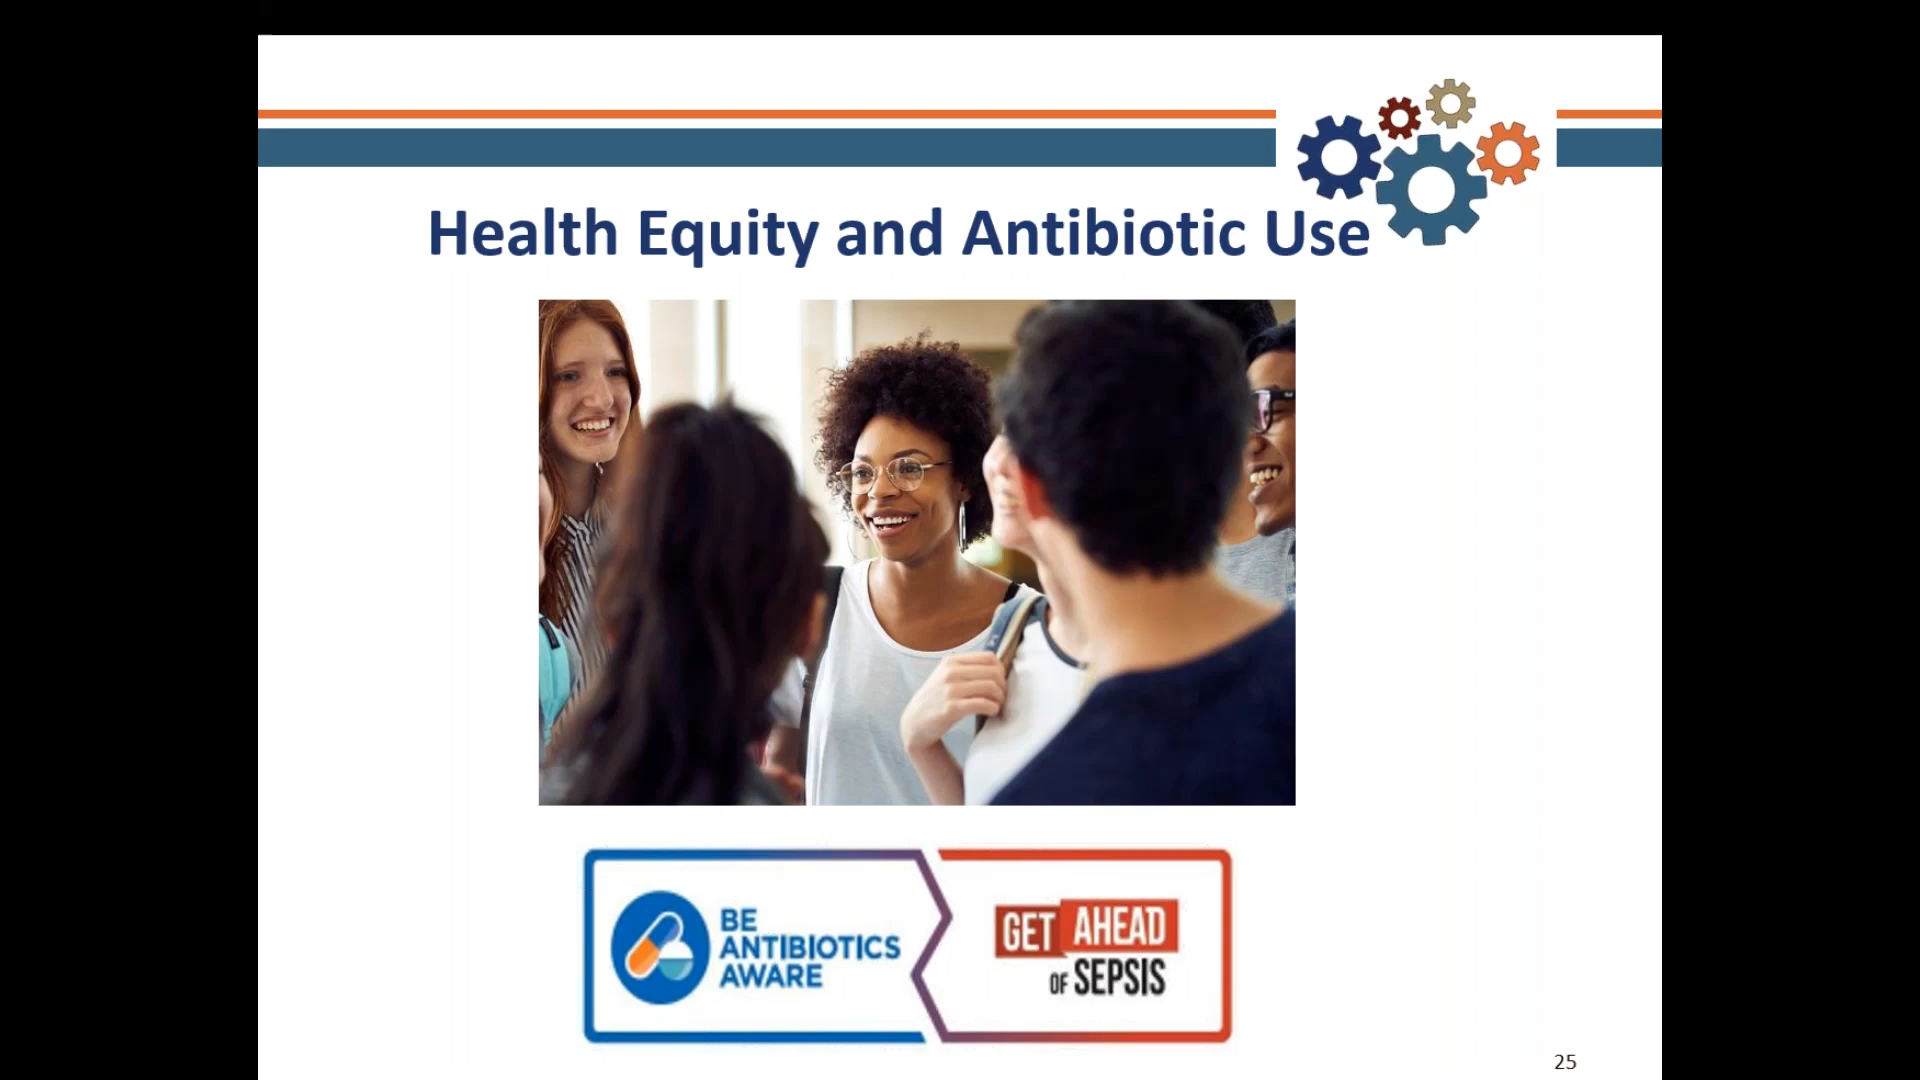 Health Equity and Antibiotic Use
BE
ANTIBIOTICS
AWARE
GET AHEAD
OF SEPSIS
25